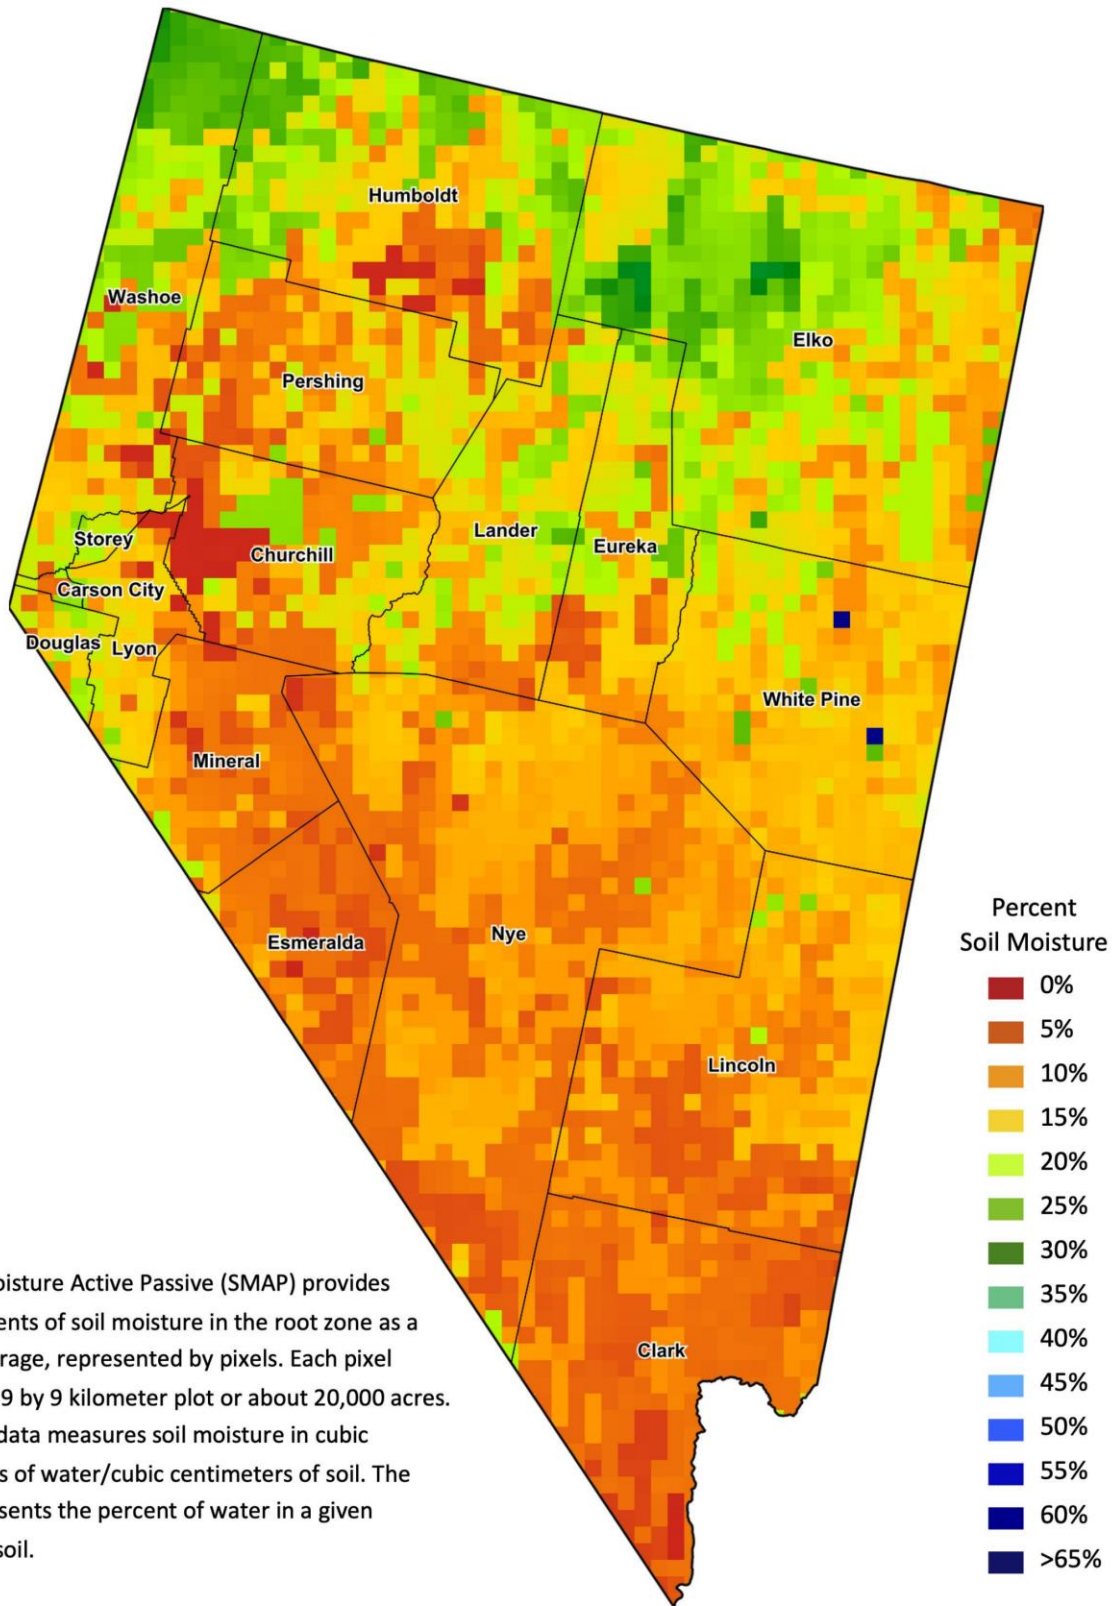 Humboldt
Washoe
Elko
Pershing
Lander
Storey
Eureka
Churchill
Carson City
Douglas
Lyon
White Pine
Mineral
Esmeralda
Nye
Lincoln
Clark
Percent
Soil Moisture
0%
5%
10%
15%
20%
25%
30%
35%
40%
45%
50%
55%
60%
>65%
oisture Active Passive (SMAP) provides
ents of soil moisture in the root zone as a
rage, represented by pixels. Each pixel
9 by 9 kilometer plot or about 20,000 acres.
data measures soil moisture in cubic
s of water/cubic centimeters of soil. The
sents the percent of water in a given
soil.